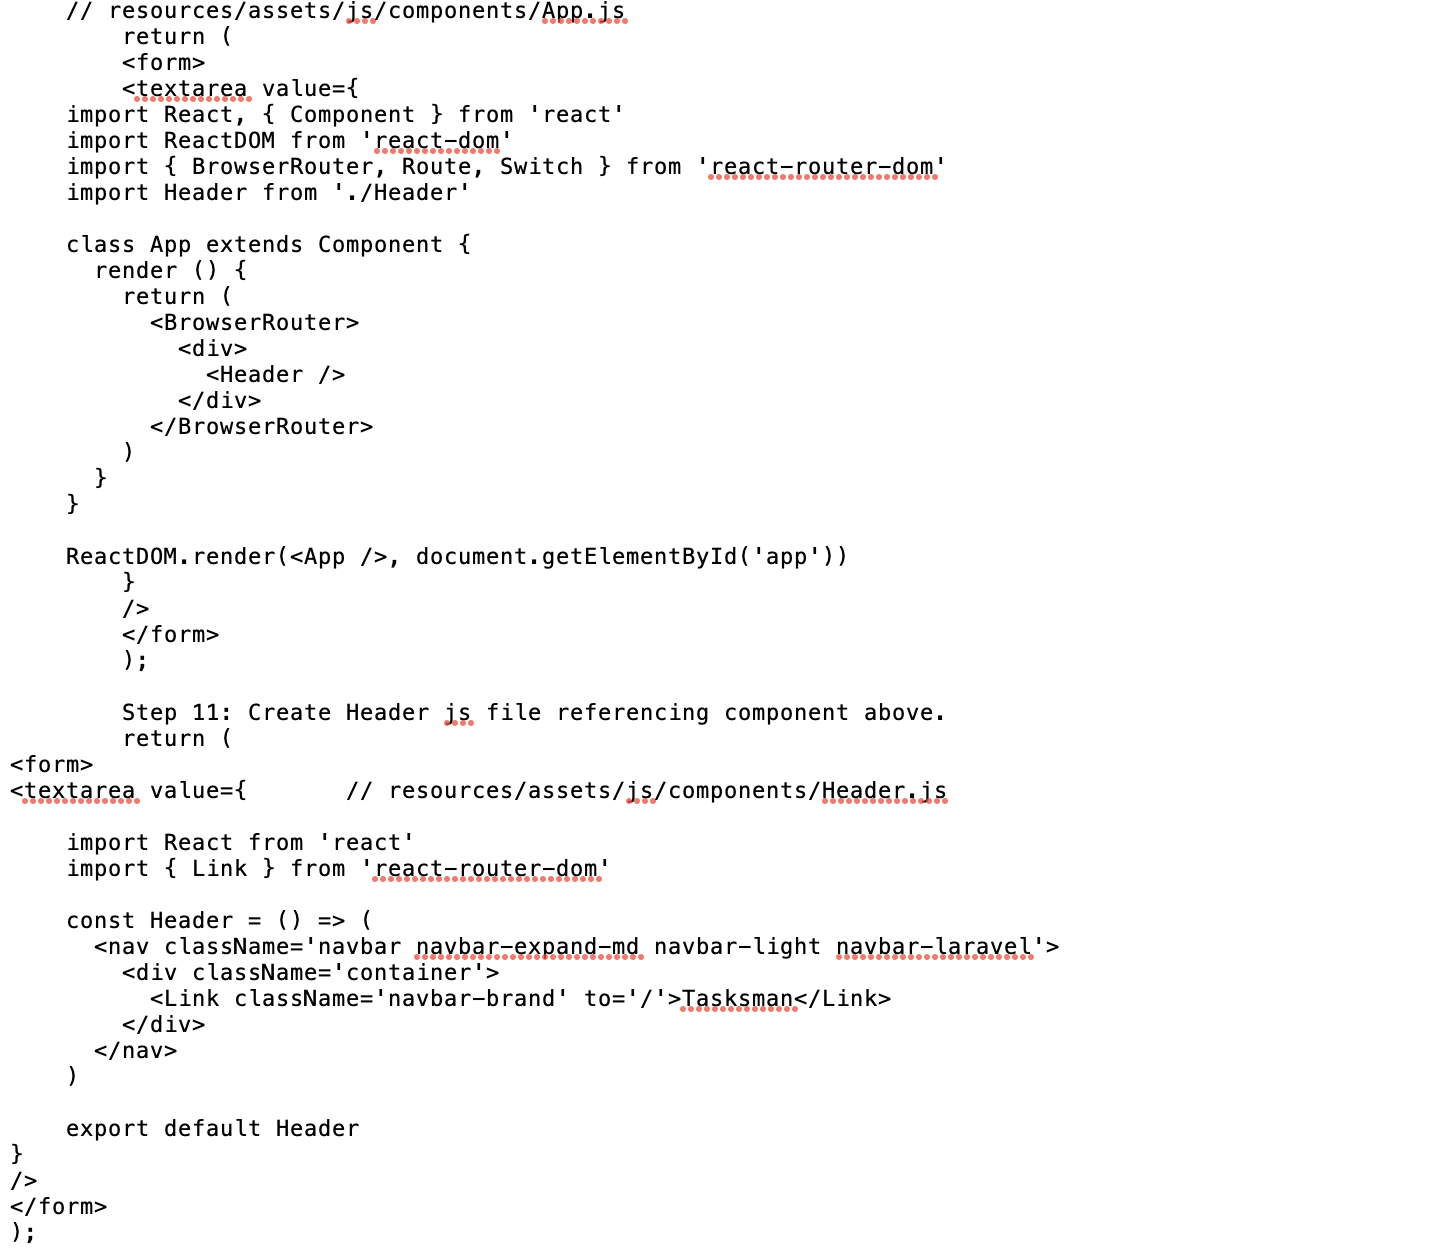 // resources/assets/js/components/App.js
return (
<form>
<textarea value={
import React, { Component } from 'react'
import ReactDOM from 'react-dom'
import { BrowserRouter, Route, Switch } from 'react-router-dom'
import Header from './Header'
class App extends Component {
render () {
return (
<BrowserRouter>
<div>
<Header />
</div>
</BrowserRouter>
)
}
}
ReactDOM.render(<App />, document.getElementById('app'))
}
/>
</form>
);
Step 11: Create Header js file referencing component above.
return (
<form>
<textarea value={       // resources/assets/js/components/Header.js
import React from 'react'
import { Link } from 'react-router-dom'
const Header = () => (
<nav className='navbar navbar-expand-md navbar-light navbar-laravel'>
<div className='container'>
<Link className='navbar-brand' to='/'>Tasksman</Link>
</div>
</nav>
)
export default Header
}
/>
</form>
);